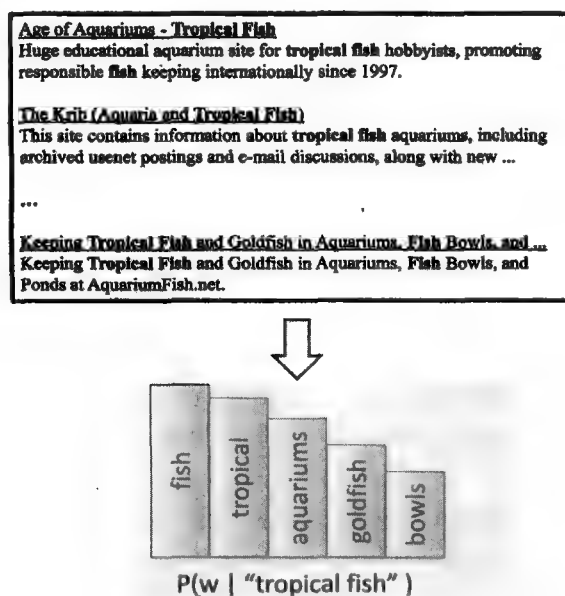 Age of Aquariums - Tropical Fish
Huge educational aquarium site for tropical fish hobbyists, promoting
responsible fish keeping internationally since 1997.
The Krib (Aquaria and Tropical Fish)
This site contains information about tropical fish aquariums, including
archived usenet postings and e-mail discussions, along with new ...
...
Keeping Tropical Fish and Goldfish in Aquariums, Fish Bowls, and ...
Keeping Tropical Fish and Goldfish in Aquariums, Fish Bowls, and
Ponds at AquariumFish.net.
fish
tropical
aquariums
goldfish
bowls
P(w | "tropical fish" )